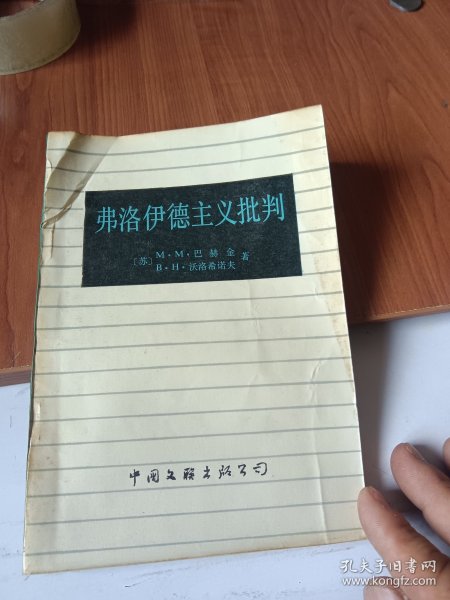 弗洛伊德主义批判
M·M·巴赫金
〔苏〕 著
B·H·沃洛希诺夫
中国文联出版公司
孔夫子旧书网
www.kongfz.com